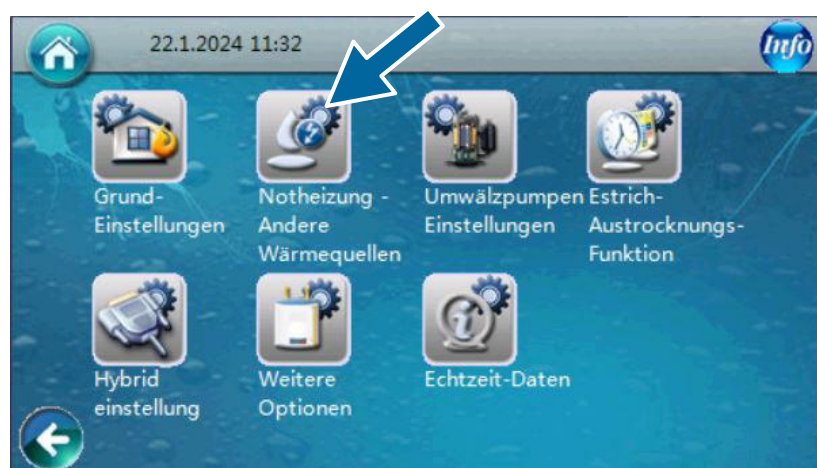 22.1.2024 11:32
Info
Grund-
Einstellungen
Notheizung -
Andere
Wärmequellen
Umwälzpumpen
Einstellungen
Estrich-
Austrocknungs-
Funktion
Hybrid
einstellung
Weitere
Optionen
Echtzeit-Daten